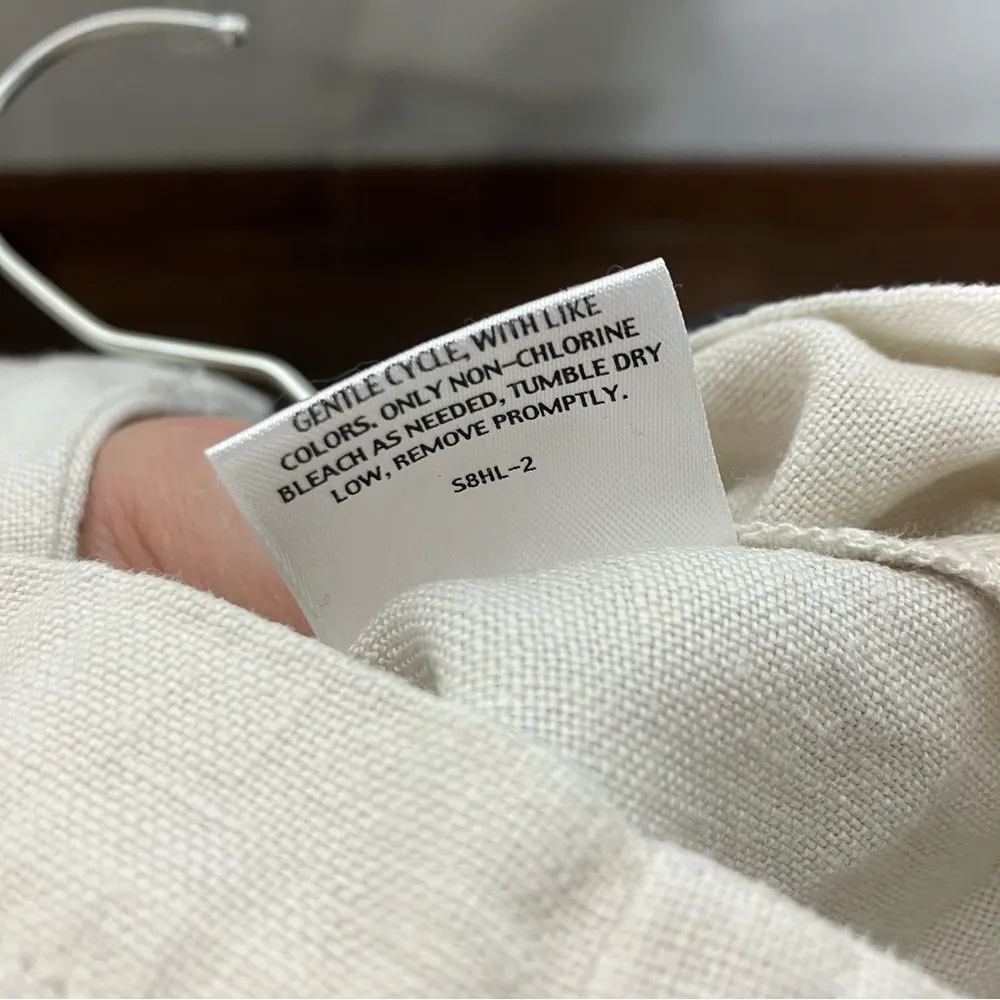 GENTLE CYCLE, WITH LIKE
COLORS. ONLY NON-CHLORINE
BLEACH AS NEEDED, TUMBLE DRY
LOW, REMOVE PROMPTLY.
S8HL-2